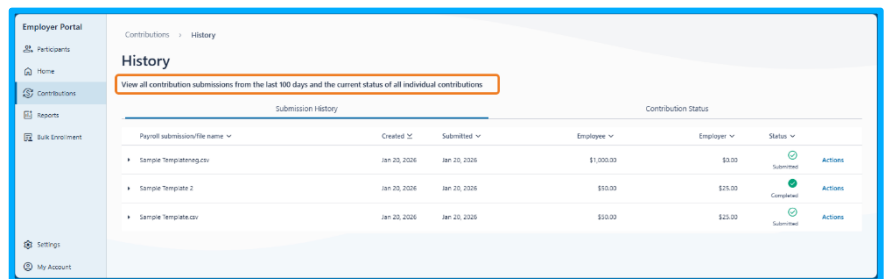 Employer Portal
Participants
Home
Contributions
Reports
Bulk Enrollment
Settings
My Account
Contributions > History
History
View all contribution submissions from the last 100 days and the current status of all individual contributions
Submission History Contribution Status
Payroll submission/file name Created Submitted Employee Employer Status
Sample Templateneg.csv Jan 20, 2026 Jan 20, 2026 $1,000.00 $0.00 Submitted Actions
Sample Template 2 Jan 20, 2026 Jan 20, 2026 $50.00 $25.00 Completed Actions
Sample Template.csv Jan 20, 2026 Jan 20, 2026 $50.00 $25.00 Submitted Actions